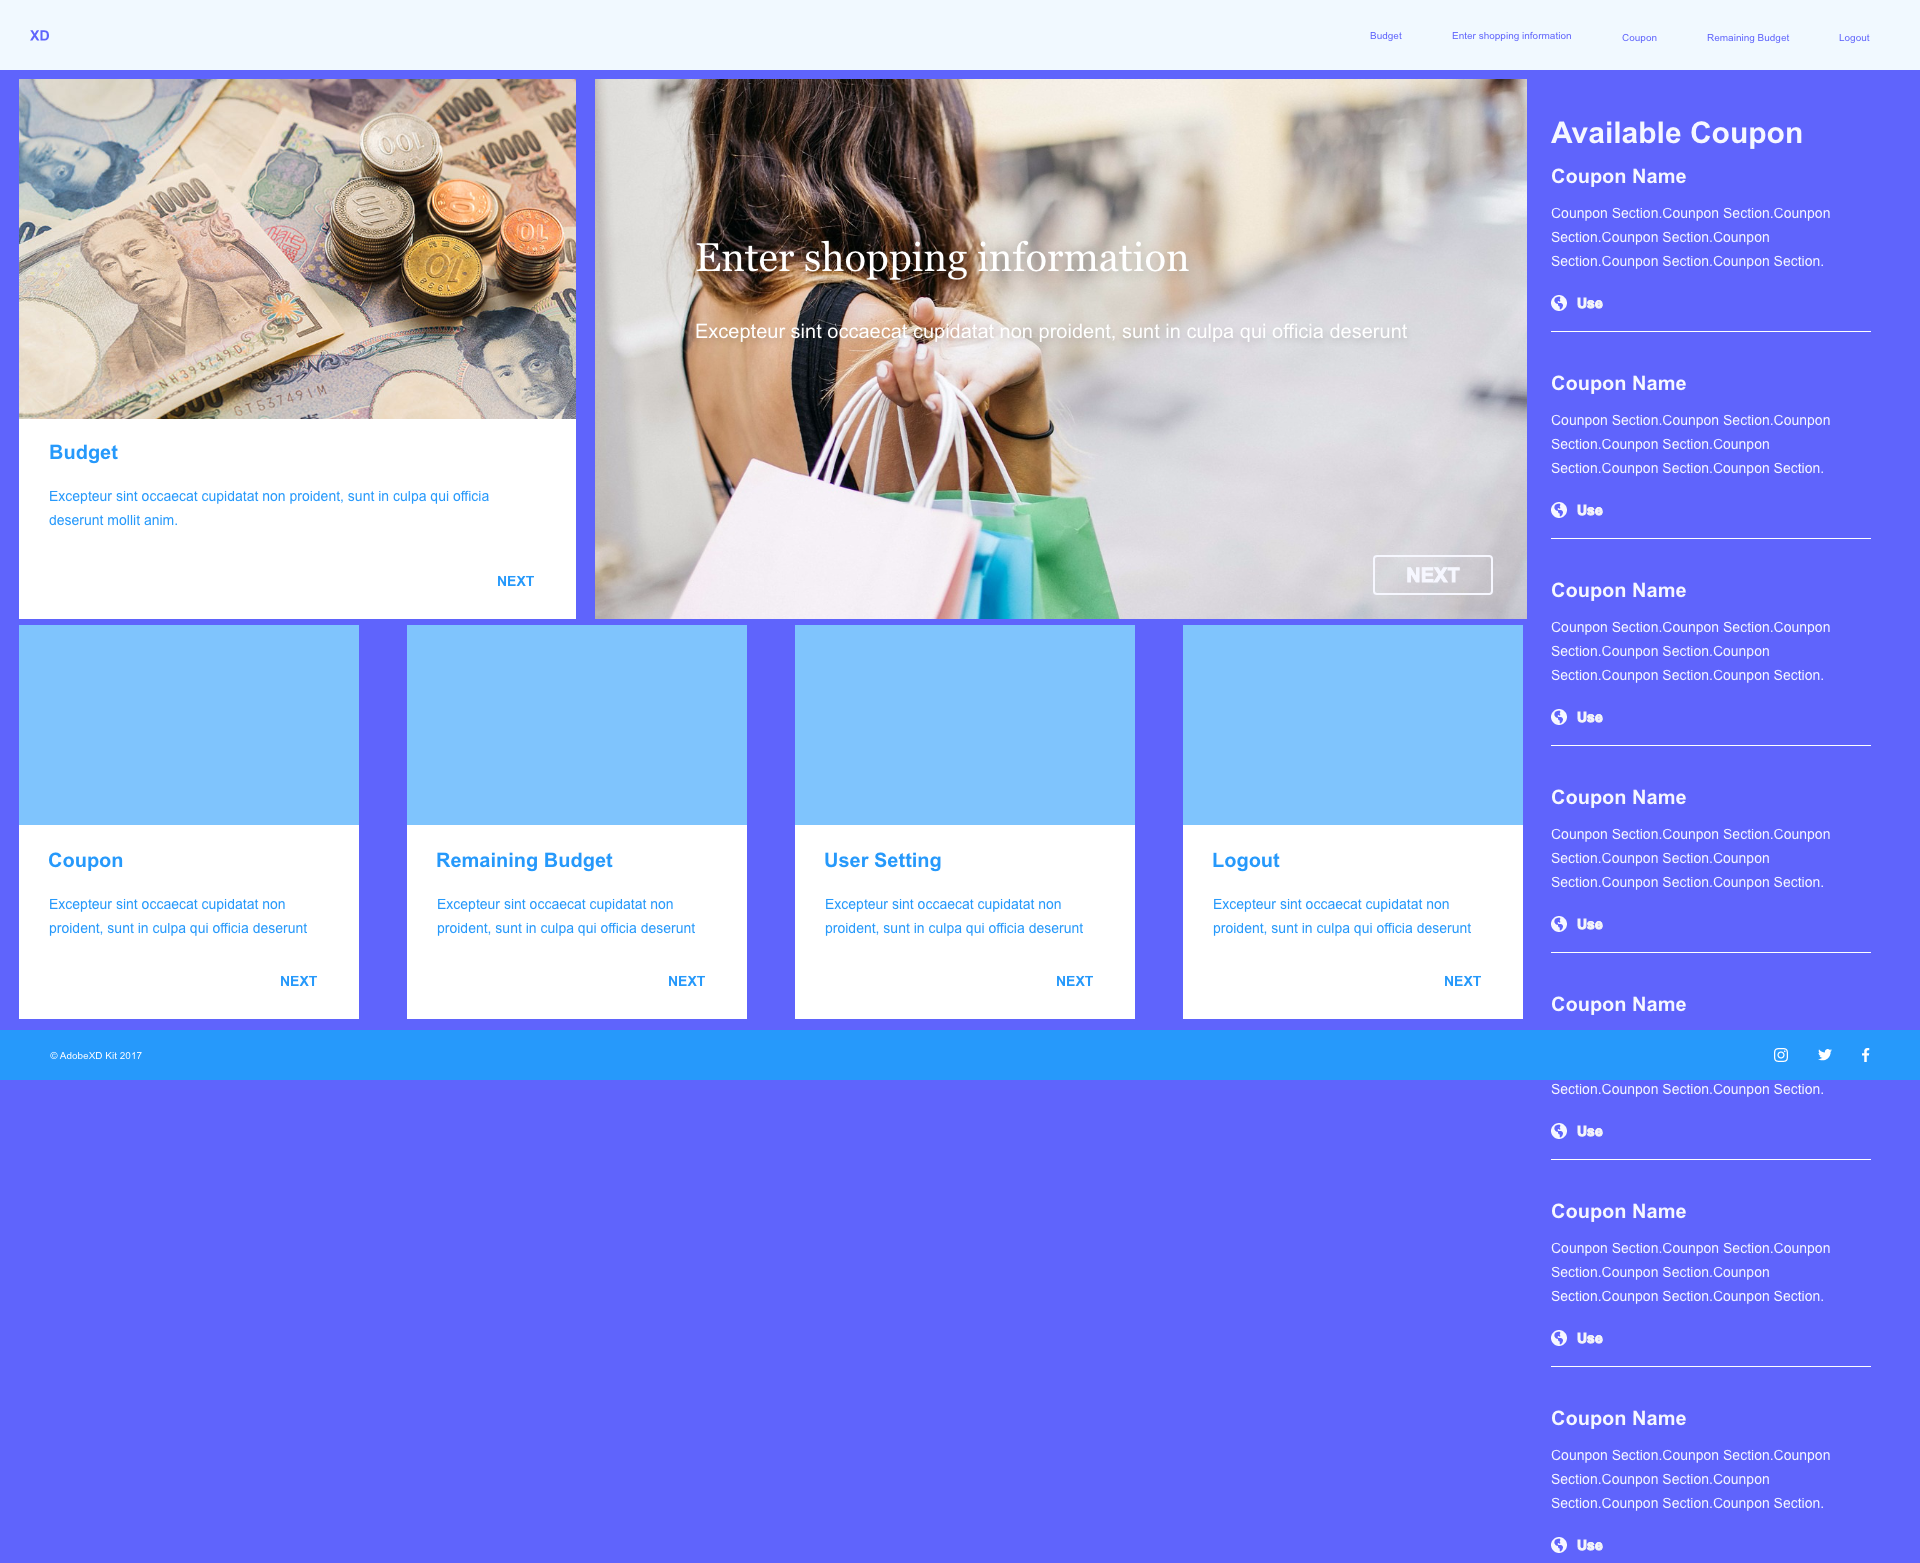 XD
Budget
Enter shopping information
Coupon
Remaining Budget
Logout
10000
10000
10000
100
10
10
NH393749O
GT537491M
Budget
Excepteur sint occaecat cupidatat non proident, sunt in culpa qui officia
deserunt mollit anim.
NEXT
Enter shopping information
Excepteur sint occaecat cupidatat non proident, sunt in culpa qui officia deserunt
NEXT
Coupon
Excepteur sint occaecat cupidatat non
proident, sunt in culpa qui officia deserunt
NEXT
Remaining Budget
Excepteur sint occaecat cupidatat non
proident, sunt in culpa qui officia deserunt
NEXT
User Setting
Excepteur sint occaecat cupidatat non
proident, sunt in culpa qui officia deserunt
NEXT
Logout
Excepteur sint occaecat cupidatat non
proident, sunt in culpa qui officia deserunt
NEXT
Available Coupon
Coupon Name
Counpon Section.Counpon Section.Counpon
Section.Counpon Section.Counpon
Section.Counpon Section.Counpon Section.
Use
Coupon Name
Counpon Section.Counpon Section.Counpon
Section.Counpon Section.Counpon
Section.Counpon Section.Counpon Section.
Use
Coupon Name
Counpon Section.Counpon Section.Counpon
Section.Counpon Section.Counpon
Section.Counpon Section.Counpon Section.
Use
Coupon Name
Counpon Section.Counpon Section.Counpon
Section.Counpon Section.Counpon
Section.Counpon Section.Counpon Section.
Use
Coupon Name
© AdobeXD Kit 2017
Section.Counpon Section.Counpon Section.
Use
Coupon Name
Counpon Section.Counpon Section.Counpon
Section.Counpon Section.Counpon
Section.Counpon Section.Counpon Section.
Use
Coupon Name
Counpon Section.Counpon Section.Counpon
Section.Counpon Section.Counpon
Section.Counpon Section.Counpon Section.
Use